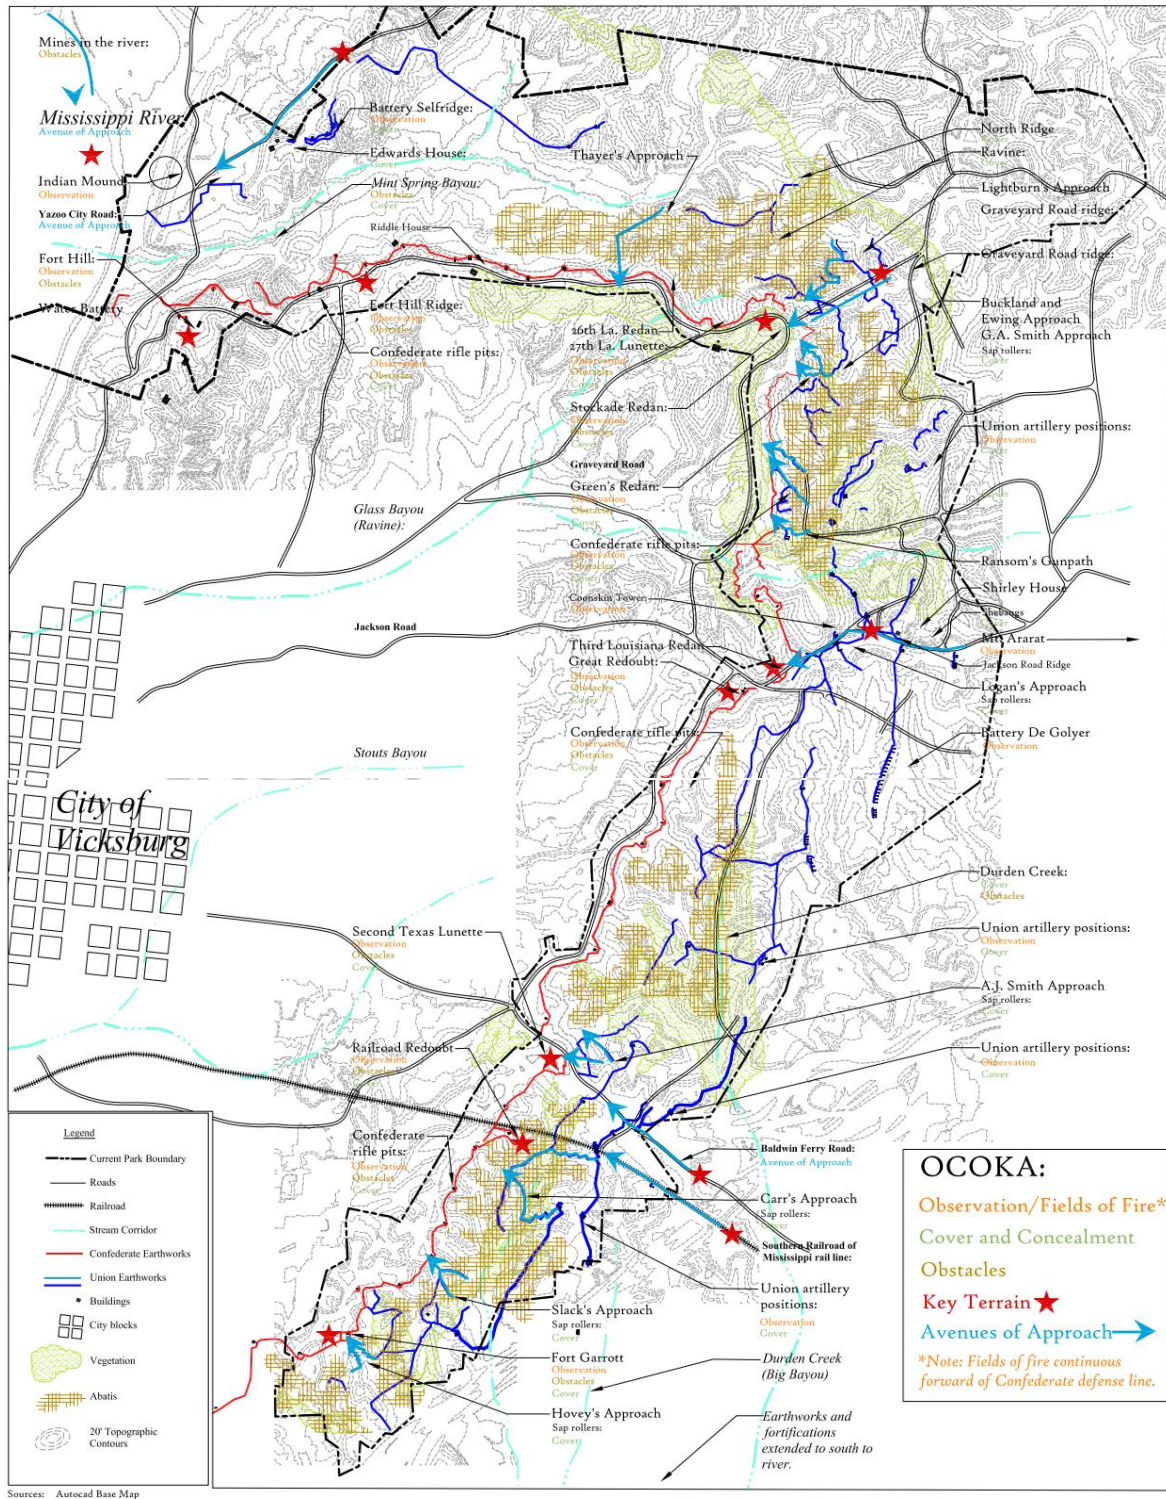 Mines in the river:
Obstacles
Mississippi River
Avenue of Approach
Indian Mound
Observation
Yazoo City Road:
Avenue of Approach
Fort Hill:
Observation
Obstacles
Water Battery
Battery Selfridge:
Observation
Cover
Edwards House:
Cover
Mint Spring Bayou:
Obstacles
Cover
Riddle House
Fort Hill Ridge:
Observation
Obstacles
Confederate rifle pits:
Observation
Obstacles
Cover
Thayer's Approach
26th La. Redan
27th La. Lunette:
Observation
Obstacles
Cover
Stockade Redan:
Observation
Obstacles
Cover
Graveyard Road
Green's Redan:
Observation
Obstacles
Cover
Confederate rifle pits:
Observation
Obstacles
Cover
Coonskin Tower:
Observation
Third Louisiana Redan
Great Redoubt:
Observation
Obstacles
Cover
Confederate rifle pits:
Observation
Obstacles
Cover
North Ridge
Ravine:
Cover
Lightburn's Approach
Graveyard Road ridge:
Graveyard Road ridge:
Buckland and
Ewing Approach
G.A. Smith Approach
Sap rollers:
Cover
Union artillery positions:
Observation
Cover
Cover
Ransom's Gunpath
Shirley House
Shebangs
Cover
Mt. Ararat
Observation
Jackson Road Ridge
Logan's Approach
Sap rollers:
Cover
Battery De Golyer
Observation
Glass Bayou
(Ravine):
Jackson Road
Stouts Bayou
City of
Vicksburg
Second Texas Lunette
Observation
Obstacles
Cover
Railroad Redoubt
Observation
Obstacles
Cover
Confederate
rifle pits:
Observation
Obstacles
Cover
Durden Creek:
Cover
Obstacles
Union artillery positions:
Observation
Cover
A.J. Smith Approach
Sap rollers:
Cover
Union artillery positions:
Observation
Cover
Baldwin Ferry Road:
Avenue of Approach
Carr's Approach
Sap rollers:
Cover
Southern Railroad of
Mississippi rail line:
Union artillery
positions:
Observation
Cover
Slack's Approach
Sap rollers:
Cover
Fort Garrott
Observation
Obstacles
Cover
Hovey's Approach
Sap rollers:
Cover
Durden Creek
(Big Bayou)
Earthworks and
fortifications
extended to south to
river.
Legend
Current Park Boundary
Roads
Railroad
Stream Corridor
Confederate Earthworks
Union Earthworks
Buildings
City blocks
Vegetation
Abatis
20' Topographic
Contours
OCOKA:
Observation/Fields of Fire*
Cover and Concealment
Obstacles
Key Terrain
Avenues of Approach
*Note: Fields of fire continuous
forward of Confederate defense line.
Sources: Autocad Base Map